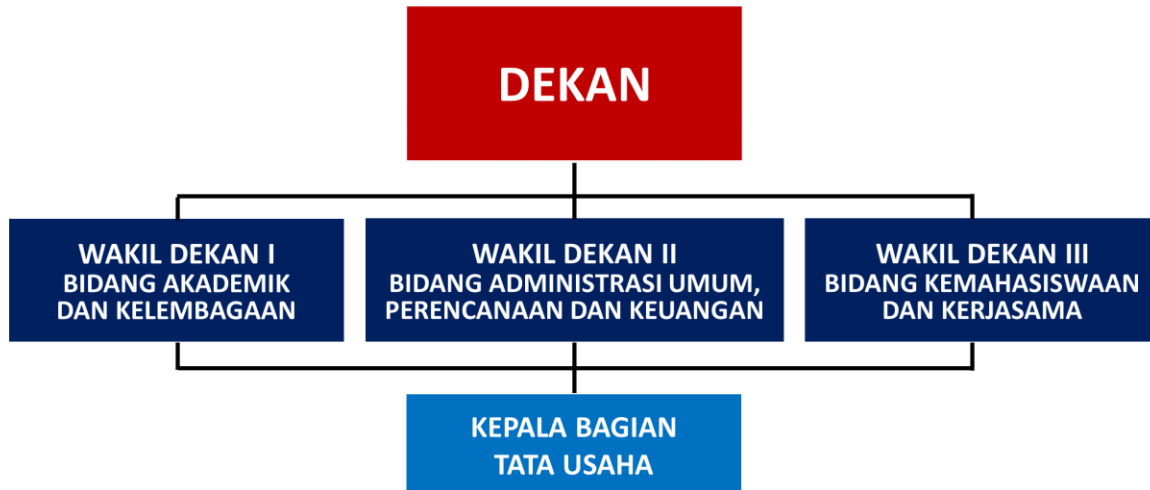 DEKAN
WAKIL DEKAN I
BIDANG AKADEMIK
DAN KELEMBAGAAN
WAKIL DEKAN II
BIDANG ADMINISTRASI UMUM,
PERENCANAAN DAN KEUANGAN
WAKIL DEKAN III
BIDANG KEMAHASISWAAN
DAN KERJASAMA
KEPALA BAGIAN
TATA USAHA